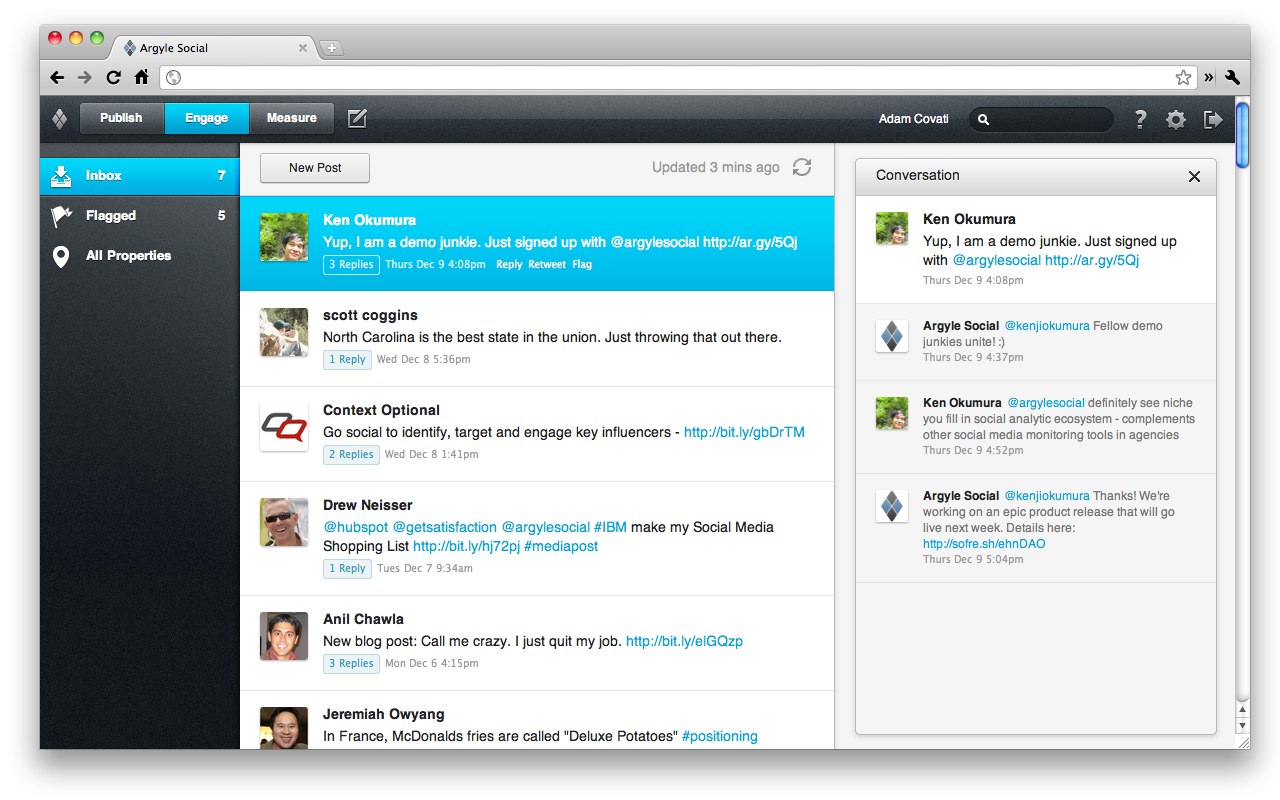 Argyle Social
Publish
Engage
Measure
Adam Covati
Inbox 7
Flagged 5
All Properties
New Post
Updated 3 mins ago
Ken Okumura
Yup, I am a demo junkie. Just signed up with @argylesocial http://ar.gy/5Qj
3 Replies Thurs Dec 9 4:08pm Reply Retweet Flag
scott coggins
North Carolina is the best state in the union. Just throwing that out there.
1 Reply Wed Dec 8 5:36pm
Context Optional
Go social to identify, target and engage key influencers - http://bit.ly/gbDrTM
2 Replies Wed Dec 8 1:41pm
Drew Neisser
@hubspot @getsatisfaction @argylesocial #IBM make my Social Media
Shopping List http://bit.ly/hj72pj #mediapost
1 Reply Tues Dec 7 9:34am
Anil Chawla
New blog post: Call me crazy. I just quit my job. http://bit.ly/elGQzp
3 Replies Mon Dec 6 4:15pm
Jeremiah Owyang
In France, McDonalds fries are called "Deluxe Potatoes" #positioning
Conversation
Ken Okumura
Yup, I am a demo junkie. Just signed up
with @argylesocial http://ar.gy/5Qj
Thurs Dec 9 4:08pm
Argyle Social @kenjiokumura Fellow demo
junkies unite! :)
Thurs Dec 9 4:37pm
Ken Okumura @argylesocial definitely see niche
you fill in social analytic ecosystem - complements
other social media monitoring tools in agencies
Thurs Dec 9 4:52pm
Argyle Social @kenjiokumura Thanks! We're
working on an epic product release that will go
live next week. Details here:
http://sofre.sh/ehnDAO
Thurs Dec 9 5:04pm